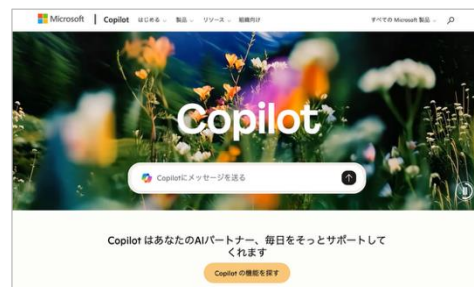 Microsoft | Copilot はじめる 製品 リソース 組織向け すべての Microsoft 製品
Copilot
Copilotにメッセージを送る
Copilot はあなたのAIパートナー、毎日をそっとサポートして
くれます
Copilot の機能を探す